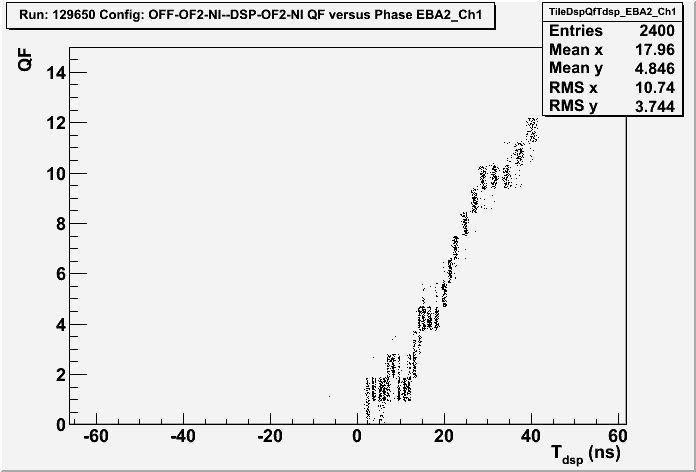 Run: 129650 Config: OFF-OF2-NI--DSP-OF2-NI QF versus Phase EBA2_Ch1
TileDspQfTdsp_EBA2_Ch1
Entries 2400
Mean x 17.96
Mean y 4.846
RMS x 10.74
RMS y 3.744
QF
14
12
10
8
6
4
2
0
-60 -40 -20 0 20 40 60
Tdsp (ns)